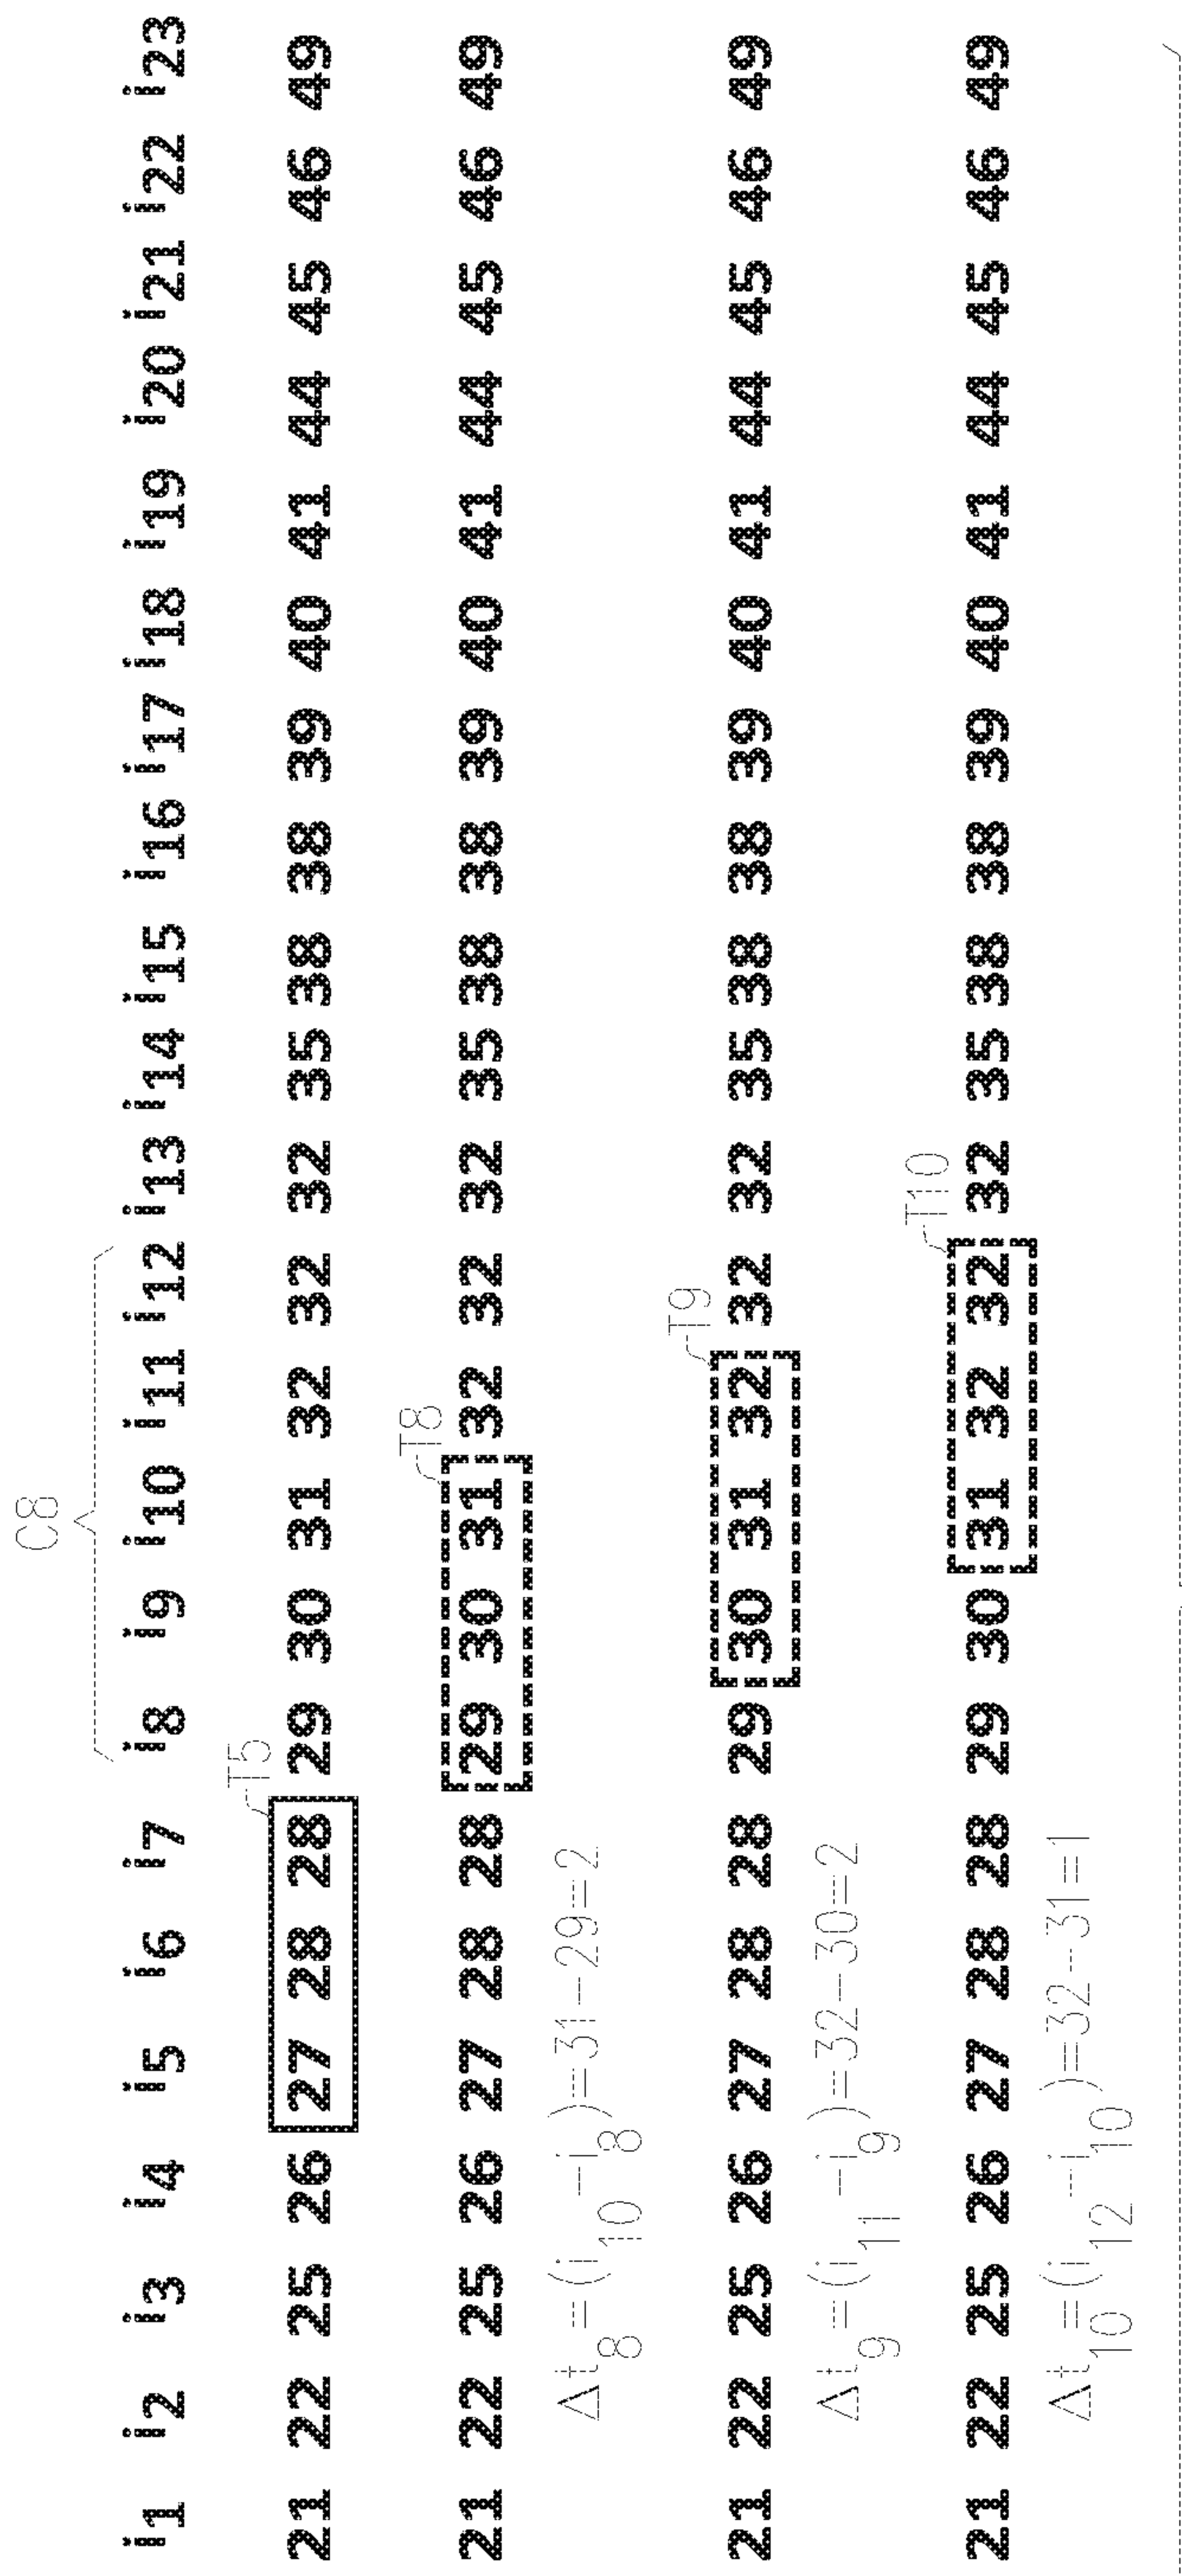 C8
i1 i2 i3 i4 i5 i6 i7 i8 i9 i10 i11 i12 i13 i14 i15 i16 i17 i18 i19 i20 i21 i22 i23
T5
21 22 25 26 27 28 28 29 30 31 32 32 32 35 38 38 39 40 41 44 45 46 49
T8
21 22 25 26 27 28 28 29 30 31 32 32 32 35 38 38 39 40 41 44 45 46 49
Δt8=(i10-i8)=31-29=2
T9
21 22 25 26 27 28 28 29 30 31 32 32 32 35 38 38 39 40 41 44 45 46 49
Δt9=(i11-i9)=32-30=2
T10
21 22 25 26 27 28 28 29 30 31 32 32 32 35 38 38 39 40 41 44 45 46 49
Δt10=(i12-i10)=32-31=1